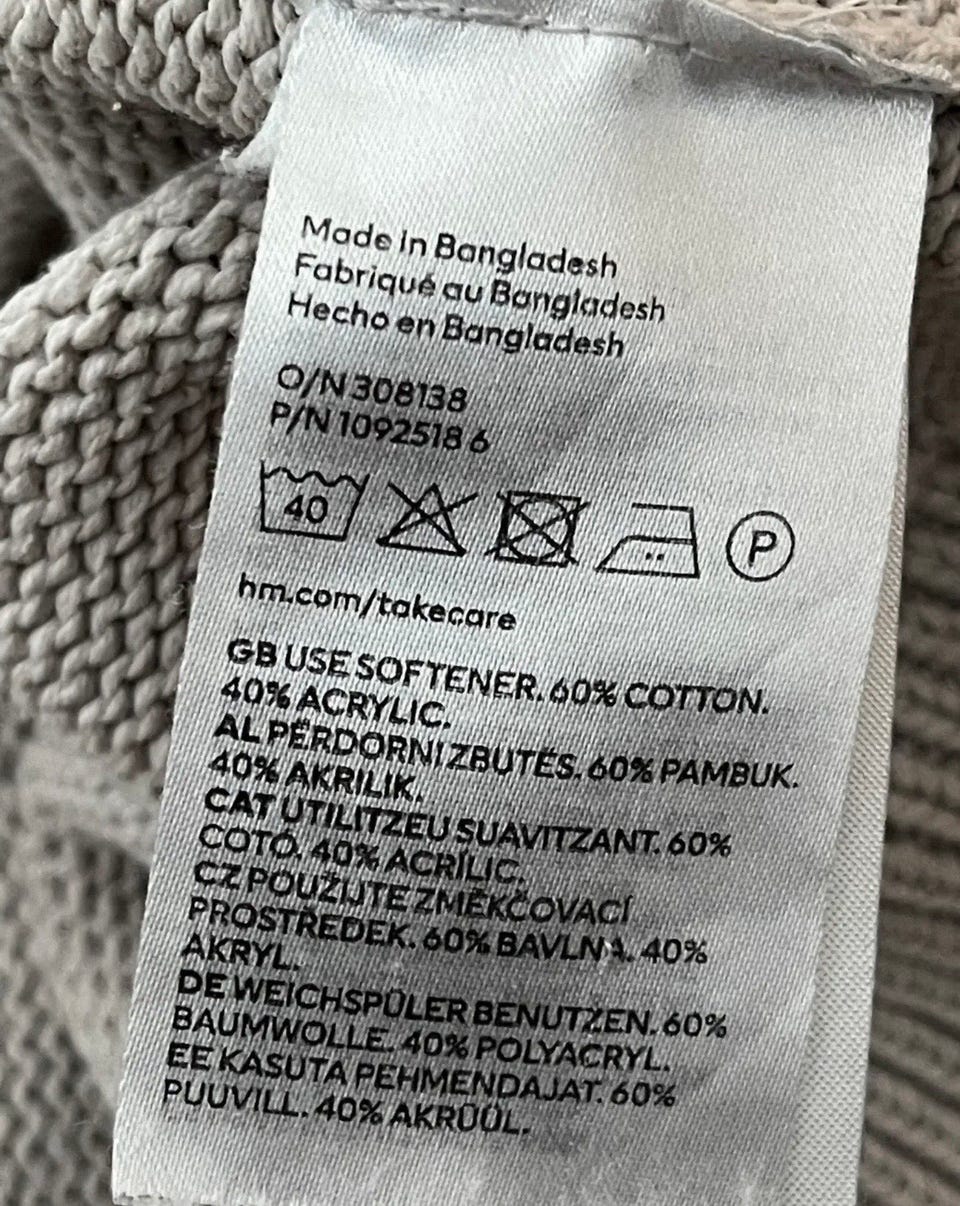 Made in Bangladesh
Fabriqué au Bangladesh
Hecho en Bangladesh
O/N 308138
P/N 1092518 6
40
P
hm.com/takecare
GB USE SOFTENER. 60% COTTON.
40% ACRYLIC.
AL PËRDORNI ZBUTËS. 60% PAMBUK.
40% AKRILIK.
CAT UTILITZEU SUAVITZANT. 60%
COTÓ. 40% ACRÍLIC.
CZ POUŽIJTE ZMĚKČOVACÍ
PROSTŘEDEK. 60% BAVLNA. 40%
AKRYL.
DE WEICHSPÜLER BENUTZEN. 60%
BAUMWOLLE. 40% POLYACRYL.
EE KASUTA PEHMENDAJAT. 60%
PUUVILL. 40% AKRÜÜL.